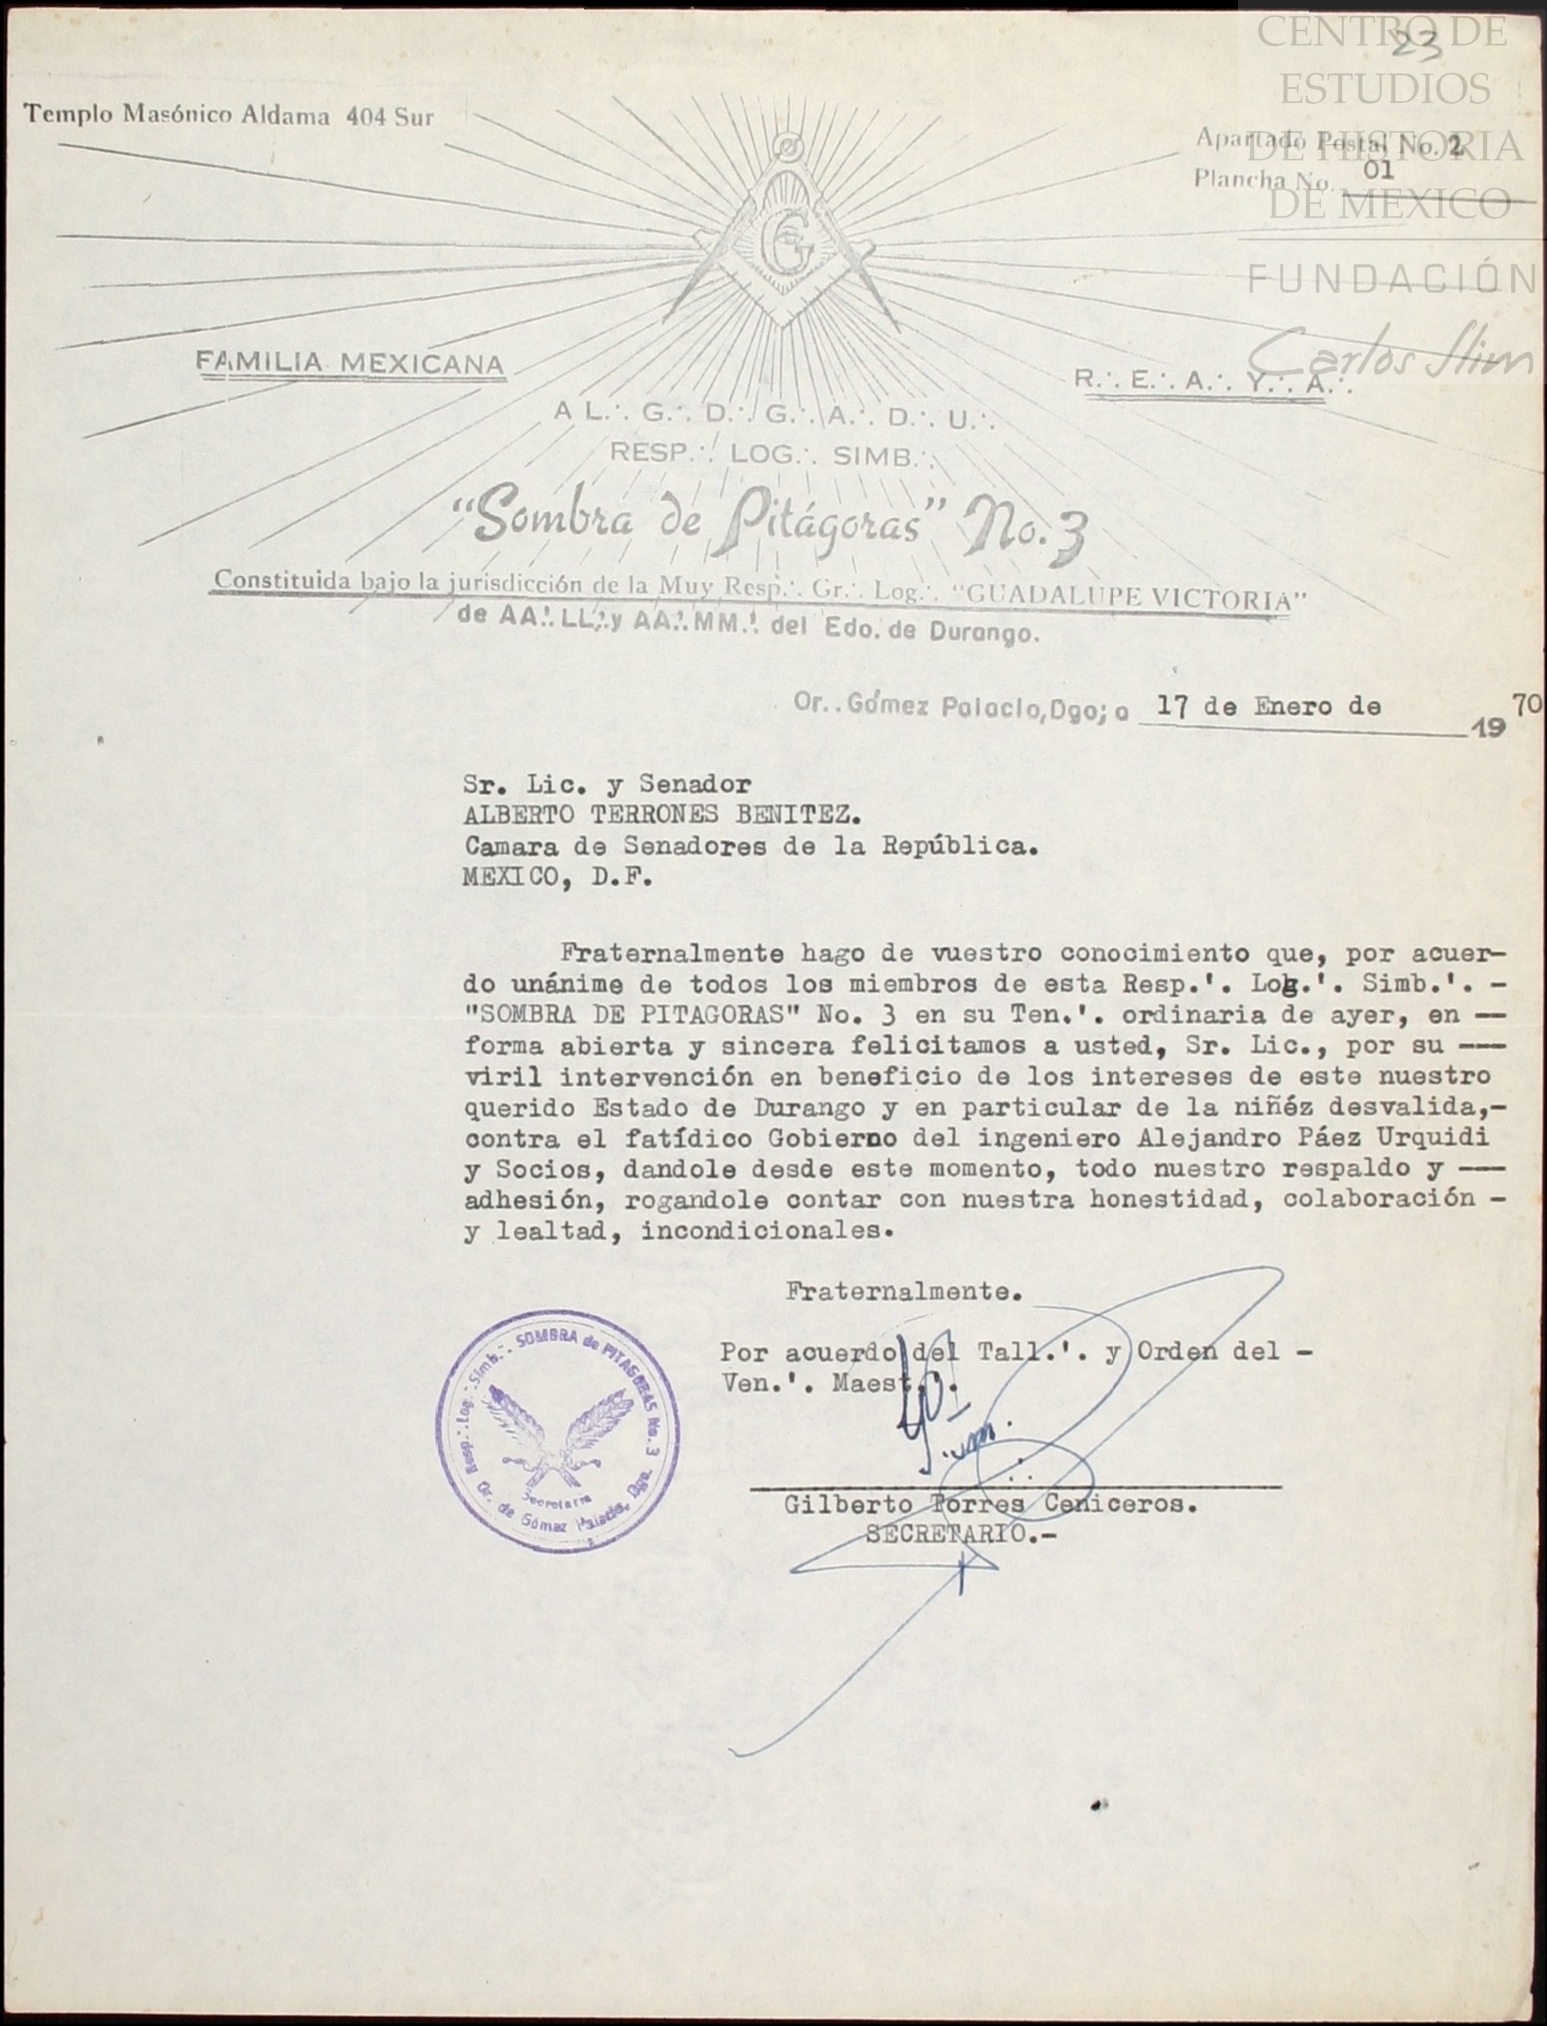 CENTRO DE
ESTUDIOS
DE HISTORIA
DE MEXICO
FUNDACIÓN
Carlos Slim
23
Templo Masónico Aldama 404 Sur
Apartado Postal No. 2
Plancha No. 01
G
FAMILIA MEXICANA
R.·. E.·. A.·. Y.·. A.·.
A L.·. G.·. D.·. G.·. A.·. D.·. U.·.
RESP.·. LOG.·. SIMB.·.
"Sombra de Pitágoras" No. 3
Constituida bajo la jurisdicción de la Muy Resp.·. Gr.·. Log.·. "GUADALUPE VICTORIA"
de AA.'. LL.'. y AA.'. MM.'. del Edo. de Durango.
Or.. Gómez Palacio, Dgo; a 17 de Enero de 1970
Sr. Lic. y Senador
ALBERTO TERRONES BENITEZ.
Camara de Senadores de la República.
MEXICO, D.F.
Fraternalmente hago de vuestro conocimiento que, por acuer-
do unánime de todos los miembros de esta Resp.'. Log.'. Simb.'. -
"SOMBRA DE PITAGORAS" No. 3 en su Ten.'. ordinaria de ayer, en --
forma abierta y sincera felicitamos a usted, Sr. Lic., por su ---
viril intervención en beneficio de los intereses de este nuestro
querido Estado de Durango y en particular de la niñéz desvalida,-
contra el fatídico Gobierno del ingeniero Alejandro Páez Urquidi
y Socios, dandole desde este momento, todo nuestro respaldo y ---
adhesión, rogandole contar con nuestra honestidad, colaboración -
y lealtad, incondicionales.
Fraternalmente.
Por acuerdo del Tall.'. y Orden del -
Ven.'. Maest.'.
Gilberto Torres Ceniceros.
SECRETARIO.-
Resp.·. Log.·. Simb.·. SOMBRA de PITAGORAS No. 3
Secretaria
Or. de Gómez Palacio, Dgo.